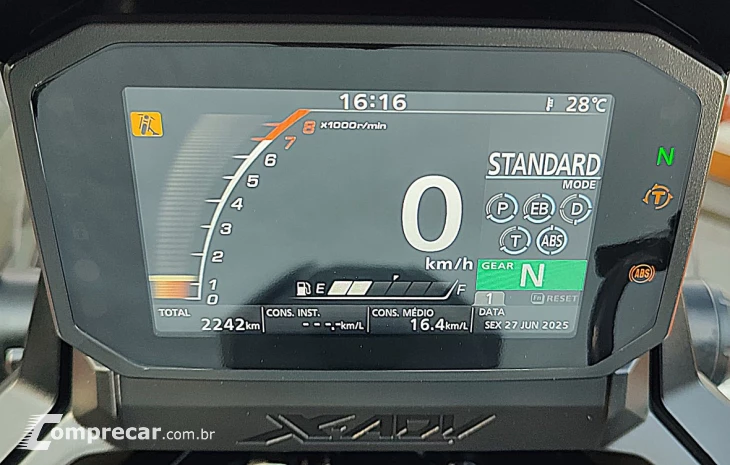 16:16
28℃
8 x1000r/min
7
6
5
4
3
2
1
0
STANDARD
MODE
P EB D
T ABS
N
T
ABS
0
km/h
GEAR N
E F
1 Fn RESET
TOTAL
2242km
CONS. INST.
---.-km/L
CONS. MÉDIO
16.4km/L
DATA
SEX 27 JUN 2025
X-ADV
Comprecar.com.br